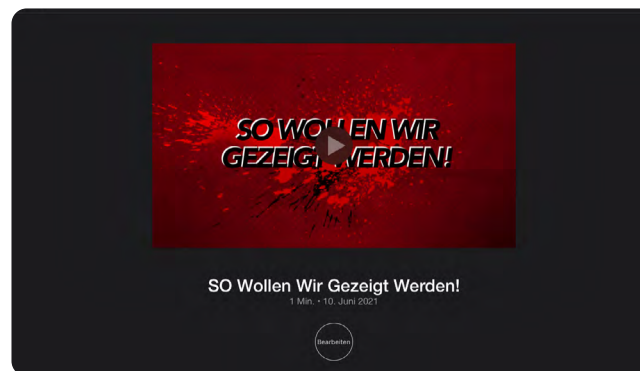 SO WOLLEN WIR
GEZEIGT WERDEN!
SO Wollen Wir Gezeigt Werden!
1 Min. • 10. Juni 2021
Bearbeiten